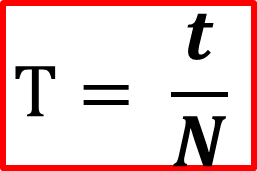 T = t/N